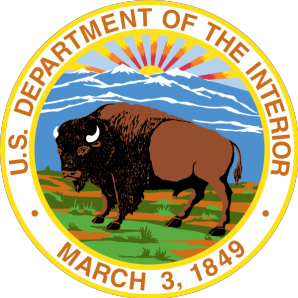 U.S. DEPARTMENT OF THE INTERIOR
MARCH 3, 1849